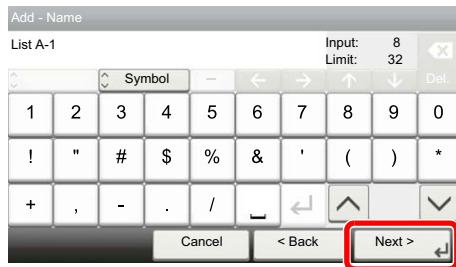 Add - Name
List A-1 Input: 8
Limit: 32
Symbol - Del.
1 2 3 4 5 6 7 8 9 0
! " # $ % & ' ( ) *
+ , - . / _
Cancel < Back Next >